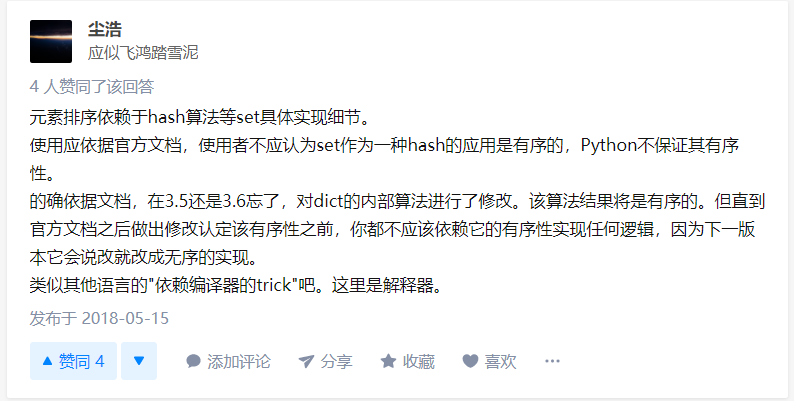 尘浩
应似飞鸿踏雪泥
4 人赞同了该回答
元素排序依赖于hash算法等set具体实现细节。
使用应依据官方文档，使用者不应认为set作为一种hash的应用是有序的，Python不保证其有序
性。
的确依据文档，在3.5还是3.6忘了，对dict的内部算法进行了修改。该算法结果将是有序的。但直到
官方文档之后做出修改认定该有序性之前，你都不应该依赖它的有序性实现任何逻辑，因为下一版
本它会说改就改成无序的实现。
类似其他语言的"依赖编译器的trick"吧。这里是解释器。
发布于 2018-05-15
赞同 4 添加评论 分享 收藏 喜欢